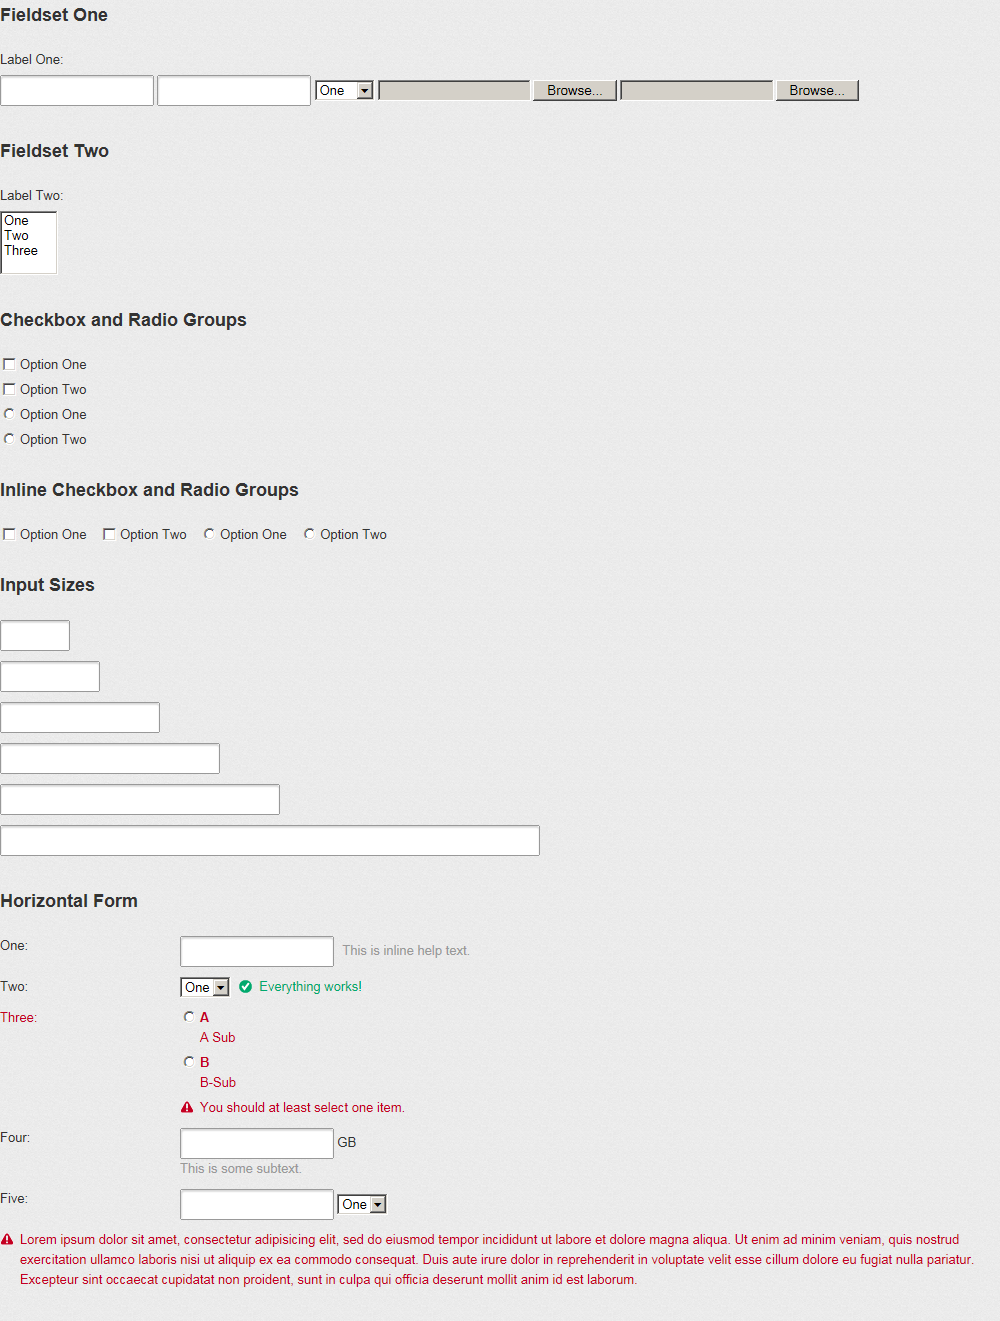 Fieldset One
Label One:
One Browse... Browse...
Fieldset Two
Label Two:
One
Two
Three
Checkbox and Radio Groups
Option One
Option Two
Option One
Option Two
Inline Checkbox and Radio Groups
Option One Option Two Option One Option Two
Input Sizes
Horizontal Form
One: This is inline help text.
Two: One Everything works!
Three: A
A Sub
B
B-Sub
You should at least select one item.
Four: GB
This is some subtext.
Five: One
Lorem ipsum dolor sit amet, consectetur adipisicing elit, sed do eiusmod tempor incididunt ut labore et dolore magna aliqua. Ut enim ad minim veniam, quis nostrud
exercitation ullamco laboris nisi ut aliquip ex ea commodo consequat. Duis aute irure dolor in reprehenderit in voluptate velit esse cillum dolore eu fugiat nulla pariatur.
Excepteur sint occaecat cupidatat non proident, sunt in culpa qui officia deserunt mollit anim id est laborum.